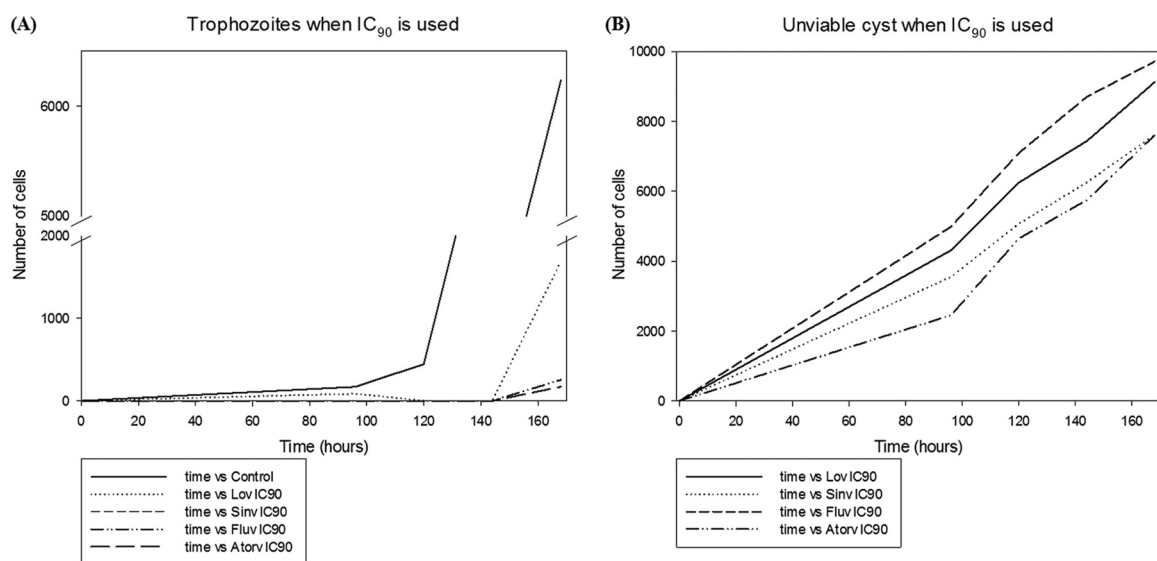 (A) Trophozoites when IC90 is used
6000
5000
2000
1000
0
Number of cells
0 20 40 60 80 100 120 140 160
Time (hours)
time vs Control
time vs Lov IC90
time vs Sinv IC90
time vs Fluv IC90
time vs Atorv IC90
(B) Unviable cyst when IC90 is used
10000
8000
6000
4000
2000
0
Number of cells
0 20 40 60 80 100 120 140 160
Time (hours)
time vs Lov IC90
time vs Sinv IC90
time vs Fluv IC90
time vs Atorv IC90